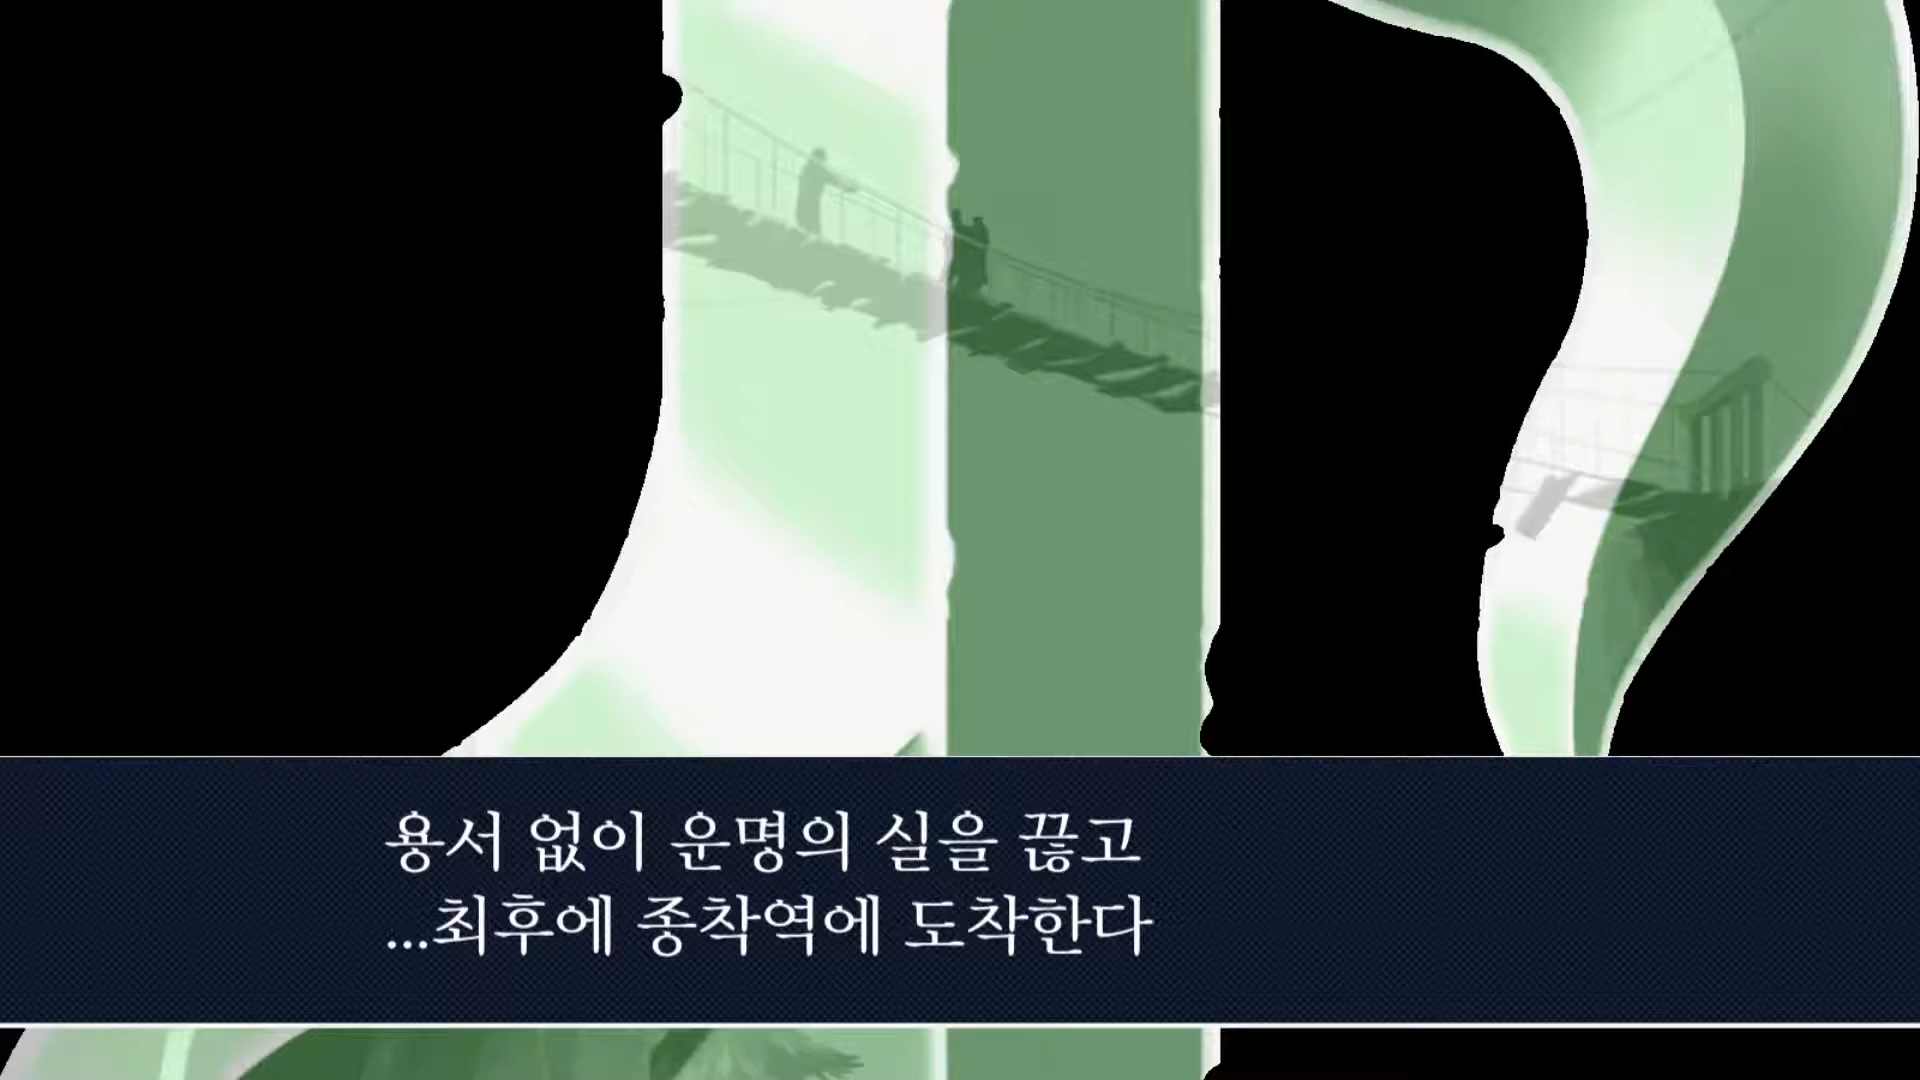 용서 없이 운명의 실을 끊고
...최후에 종착역에 도착한다